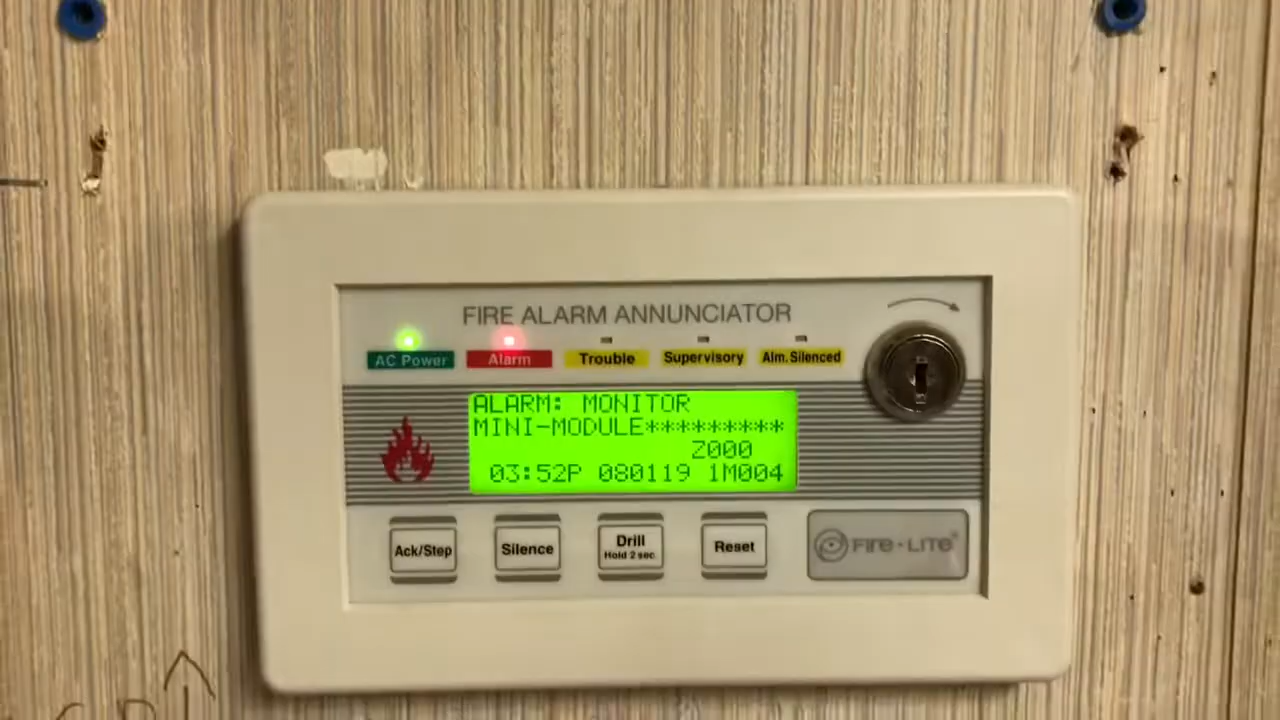 FIRE ALARM ANNUNCIATOR
AC Power Alarm Trouble Supervisory Alm. Silenced
ALARM: MONITOR
MINI-MODULE*********
Z000
03:52P 080119 1M004
Ack/Step Silence Drill Hold 2 sec. Reset
FIRE•LITE®